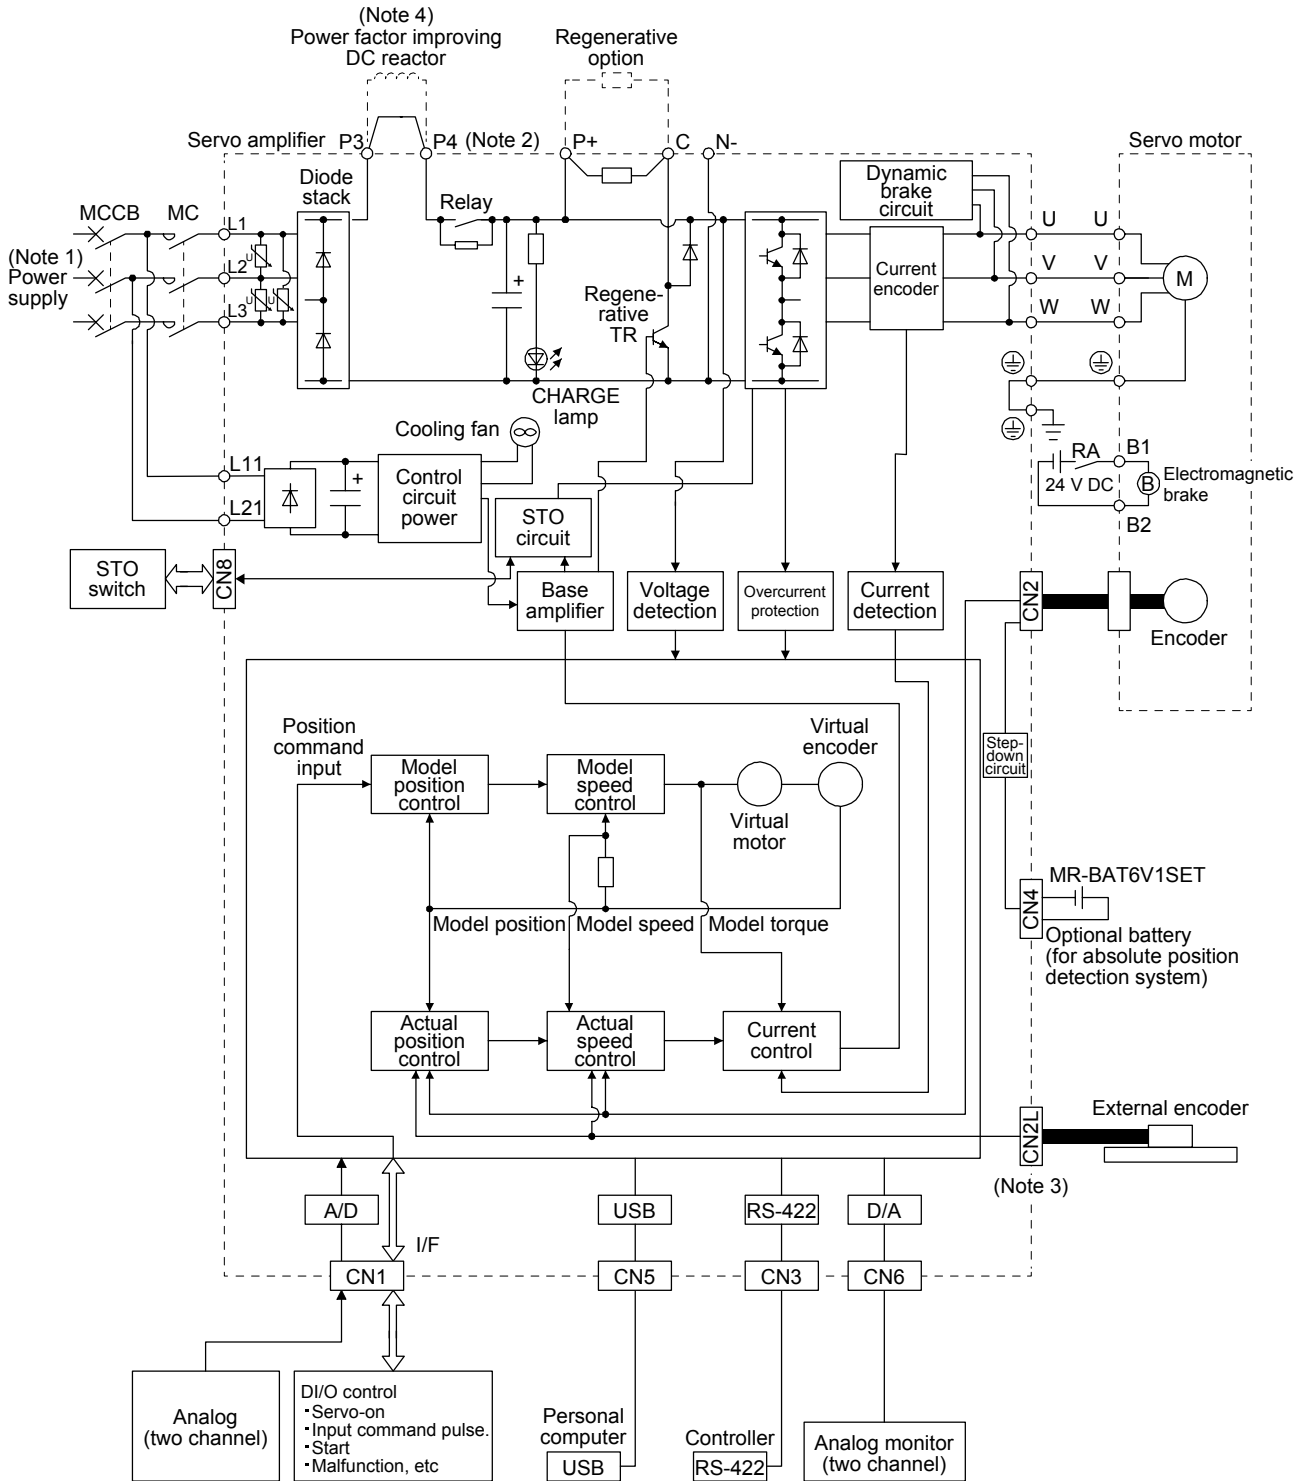 (Note 4)
Power factor improving
DC reactor
Regenerative
option
Servo amplifier
P3
P4
(Note 2)
P+
C
N-
Servo motor
Diode
stack
Dynamic
brake
circuit
MCCB
MC
L1
Relay
U
U
(Note 1)
Power
supply
U
L2
Current
encoder
V
V
M
U
U
L3
Regene-
rative
TR
W
W
+
CHARGE
lamp
Cooling fan
L11
+
Control
circuit
power
RA
B1
24 V DC
B
Electromagnetic
brake
L21
STO
circuit
B2
STO
switch
CN8
Base
amplifier
Voltage
detection
Overcurrent
protection
Current
detection
CN2
Encoder
Position
command
input
Virtual
encoder
Step-
down
circuit
Model
position
control
Model
speed
control
Virtual
motor
MR-BAT6V1SET
CN4
Model position
Model speed
Model torque
Optional battery
(for absolute position
detection system)
Actual
position
control
Actual
speed
control
Current
control
External encoder
CN2L
(Note 3)
A/D
USB
RS-422
D/A
I/F
CN1
CN5
CN3
CN6
Analog
(two channel)
DI/O control
･Servo-on
･Input command pulse.
･Start
･Malfunction, etc
Personal
computer
USB
Controller
RS-422
Analog monitor
(two channel)